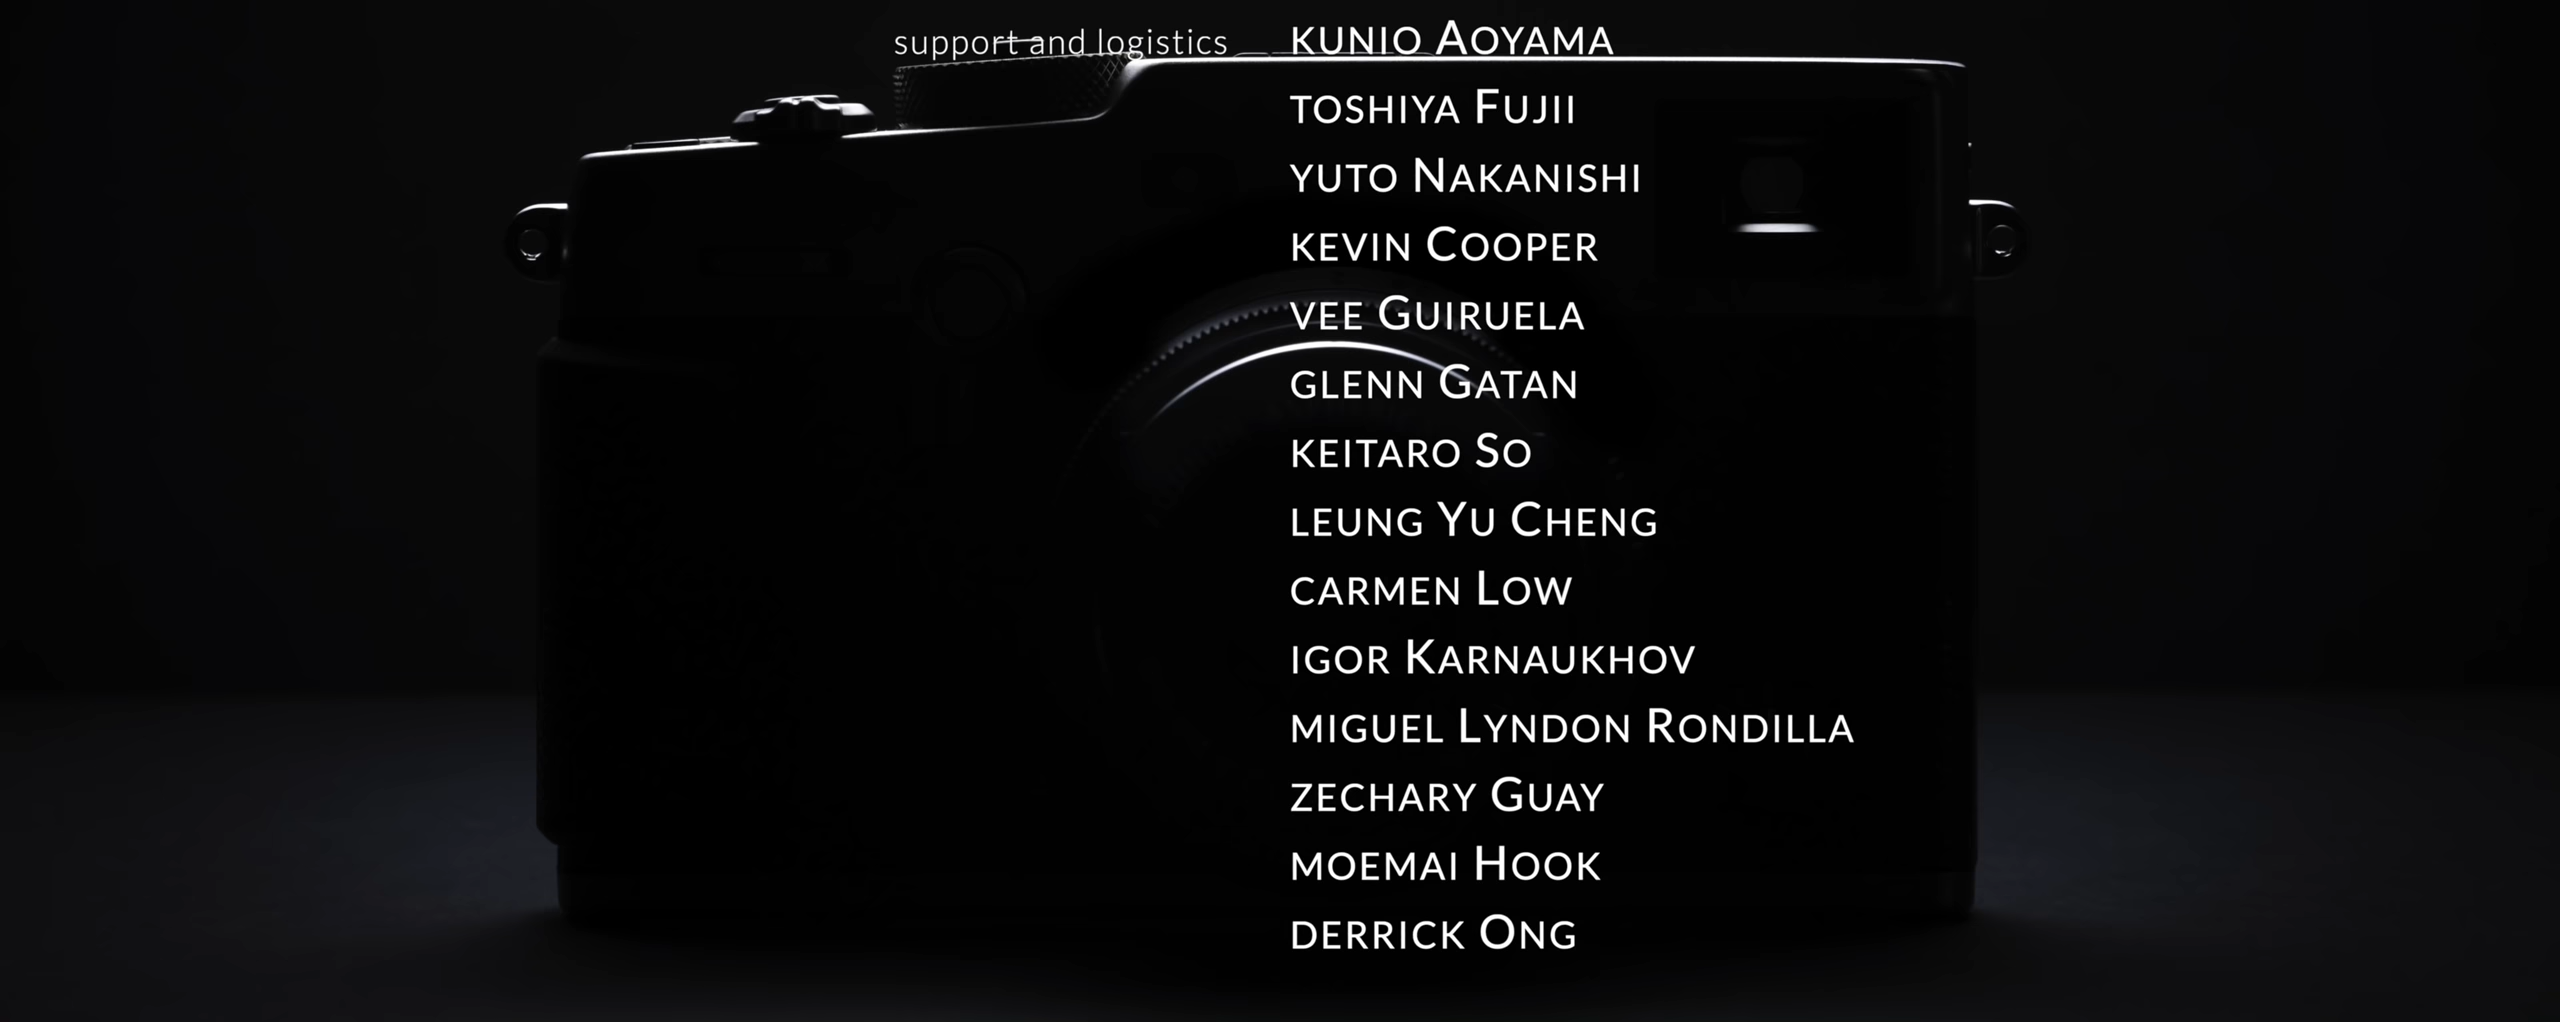 support and logistics KUNIO AOYAMA
TOSHIYA FUJII
YUTO NAKANISHI
KEVIN COOPER
VEE GUIRUELA
GLENN GATAN
KEITARO SO
LEUNG YU CHENG
CARMEN LOW
IGOR KARNAUKHOV
MIGUEL LYNDON RONDILLA
ZECHARY GUAY
MOEMAI HOOK
DERRICK ONG